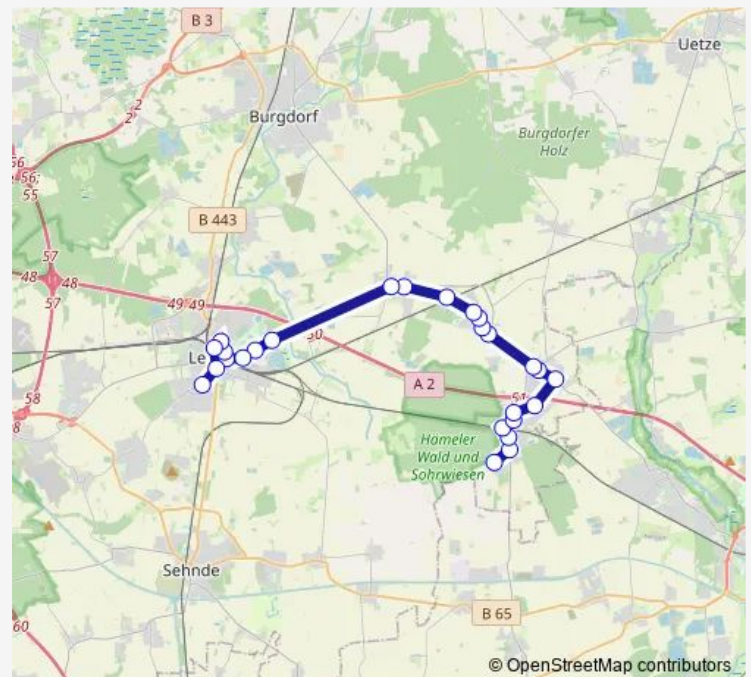 B 3
Uetze
2
2
Burgdorf
Burgdorfer
Holz
56
56;
55
B 443
57
48
48
57
49 49
50
Le
58
A 2
51
8
Hämeler
Wald und
Sohrwiesen
Sehnde
B 65
60
© OpenStreetMap contributors